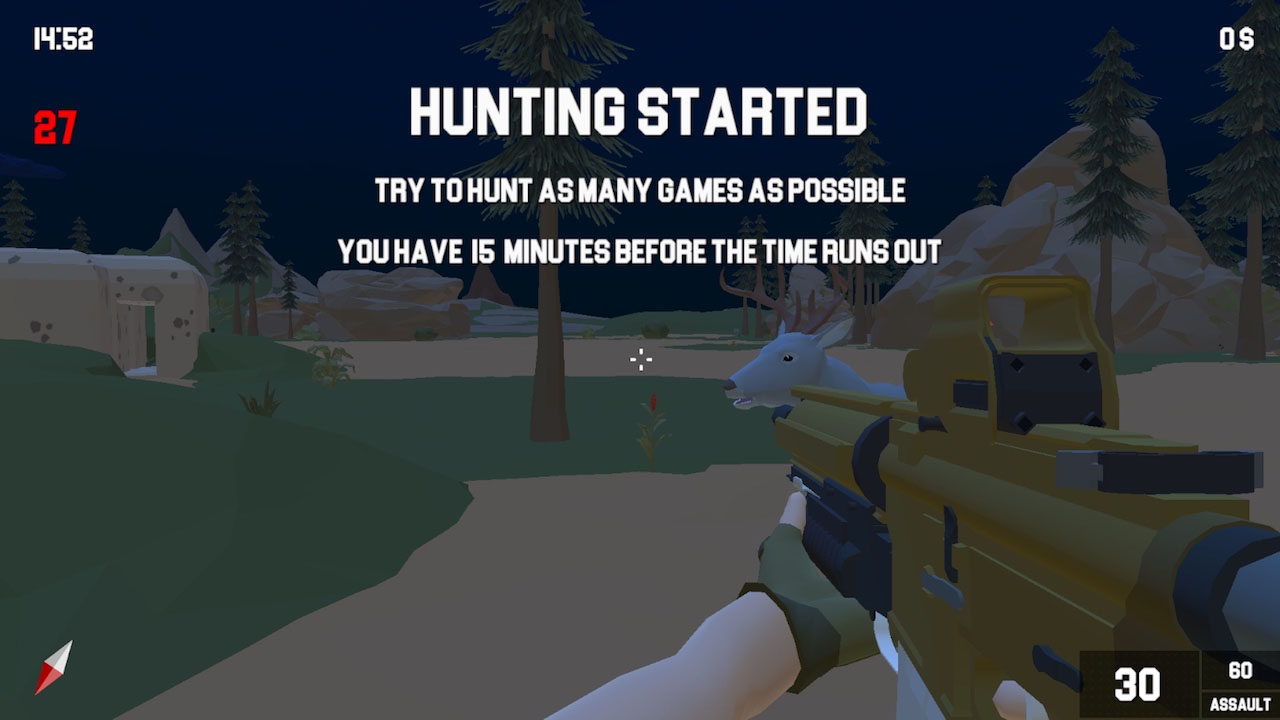 14:52
0 $
27
HUNTING STARTED
TRY TO HUNT AS MANY GAMES AS POSSIBLE
YOU HAVE 15 MINUTES BEFORE THE TIME RUNS OUT
30
60
ASSAULT